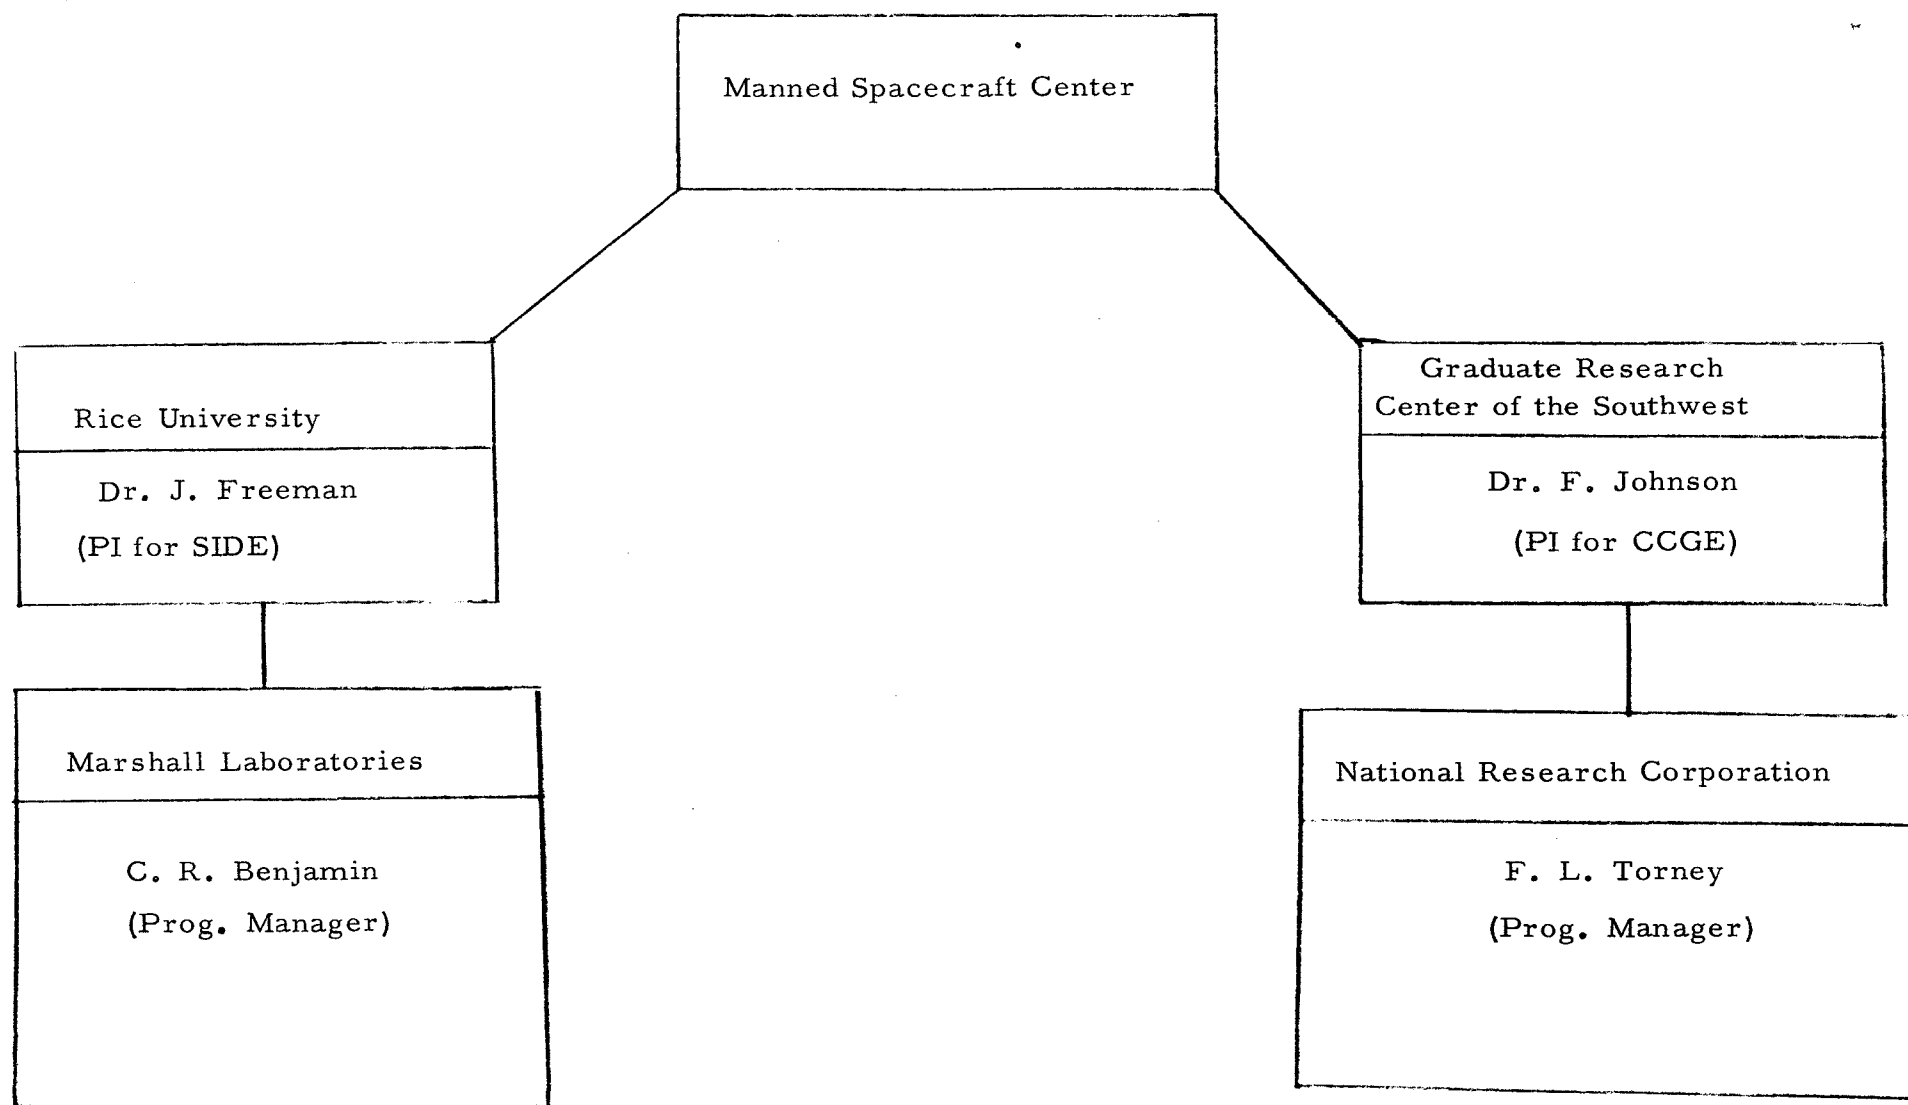 Manned Spacecraft Center
Rice University
Dr. J. Freeman
(PI for SIDE)
Graduate Research
Center of the Southwest
Dr. F. Johnson
(PI for CCGE)
Marshall Laboratories
C. R. Benjamin
(Prog. Manager)
National Research Corporation
F. L. Torney
(Prog. Manager)